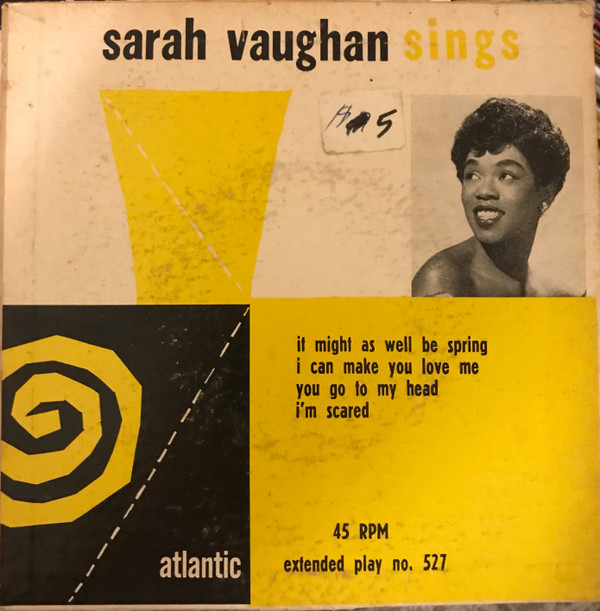 sarah vaughan sings
it might as well be spring
i can make you love me
you go to my head
i'm scared
45 RPM
atlantic
extended play no. 527